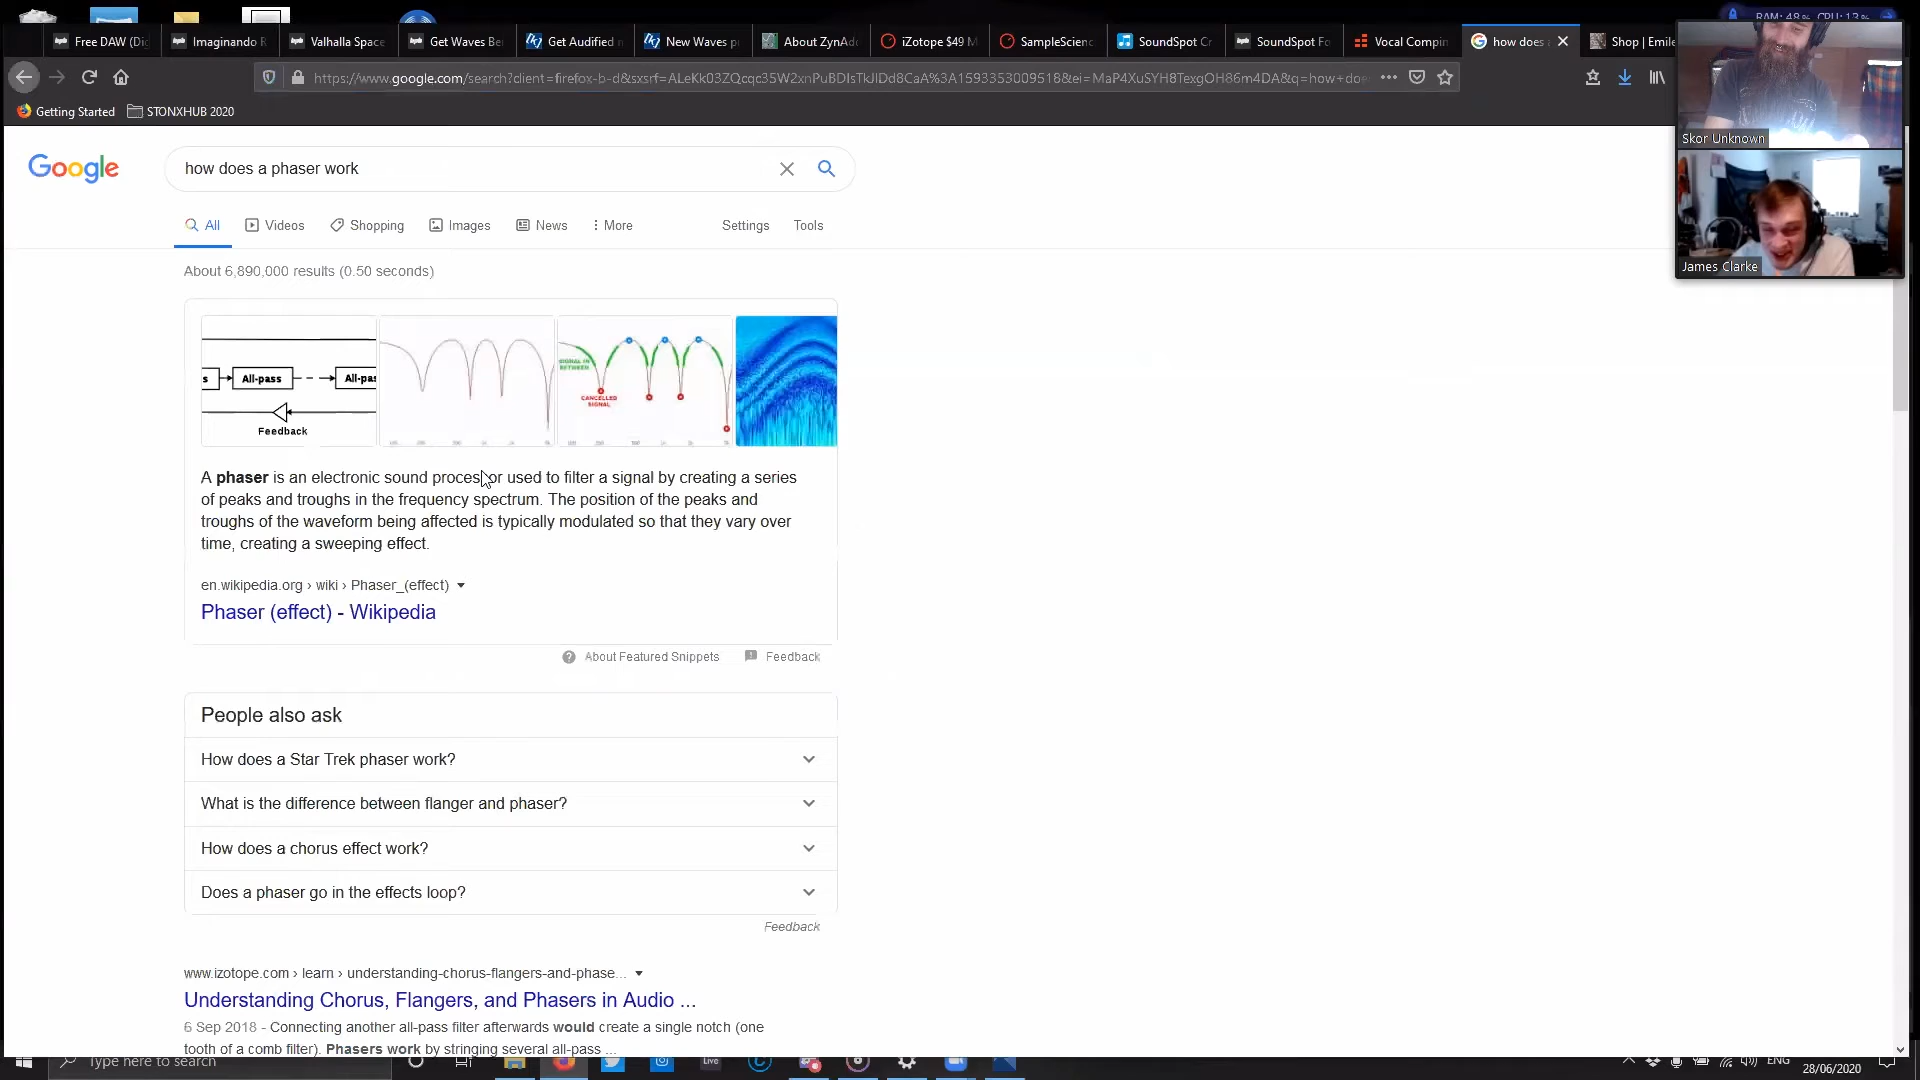 RAM: 48% CPU: 13%
Free DAW (Di
Imaginando R
Valhalla Space
Get Waves Be
Get Audified
New Waves p
About ZynAd
iZotope $49 M
SampleScienc
SoundSpot Cr
SoundSpot Fo
Vocal Compin
how does
Shop | Emile
Getting Started
STONXHUB 2020
Skor Unknown
James Clarke
Google
how does a phaser work
All
Videos
Shopping
Images
News
More
Settings
Tools
About 6,890,000 results (0.50 seconds)
s
All-pass
All-pas
Feedback
SIGNAL IN BETWEEN
CANCELLED SIGNAL
A phaser is an electronic sound processor used to filter a signal by creating a series
of peaks and troughs in the frequency spectrum. The position of the peaks and
troughs of the waveform being affected is typically modulated so that they vary over
time, creating a sweeping effect.
en.wikipedia.org › wiki › Phaser_(effect)
Phaser (effect) - Wikipedia
About Featured Snippets
Feedback
People also ask
How does a Star Trek phaser work?
What is the difference between flanger and phaser?
How does a chorus effect work?
Does a phaser go in the effects loop?
Feedback
www.izotope.com › learn › understanding-chorus-flangers-and-phase...
Understanding Chorus, Flangers, and Phasers in Audio ...
6 Sep 2018 - Connecting another all-pass filter afterwards would create a single notch (one
tooth of a comb filter). Phasers work by stringing several all-pass ...
Type here to search
Live
ENG
28/06/2020